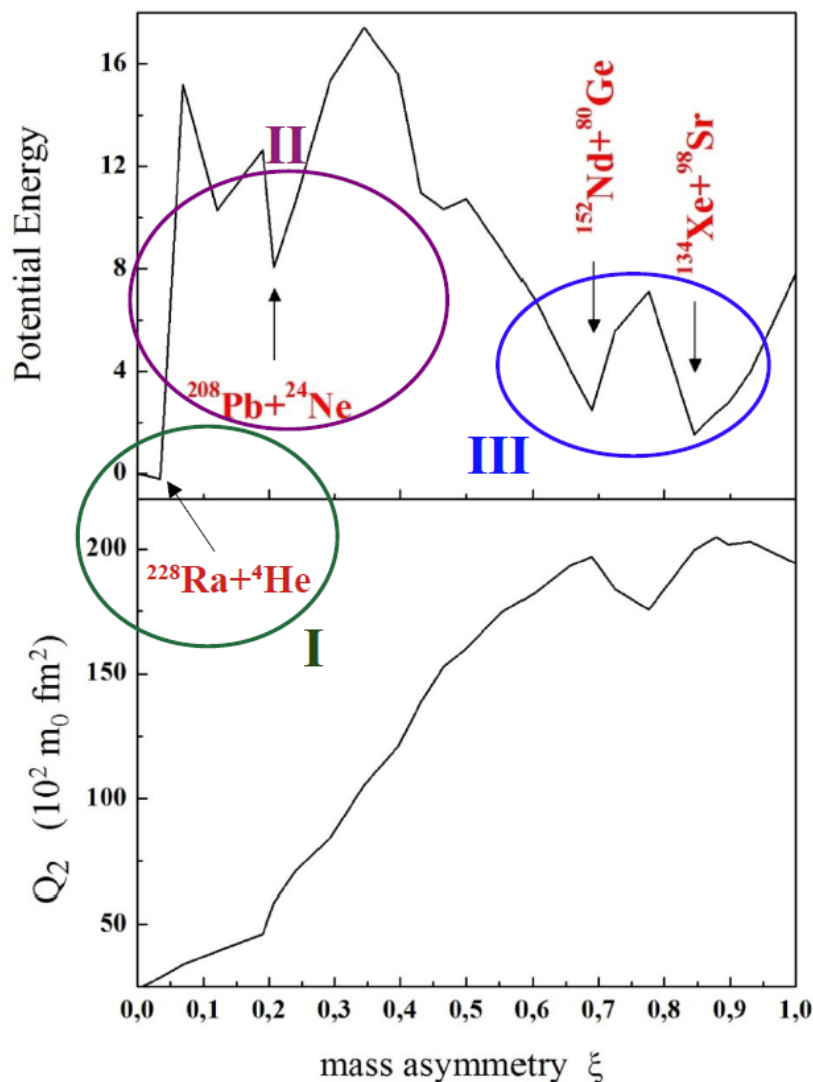 16
12
8
4
0
Potential Energy
II
²⁰⁸Pb+²⁴Ne
¹⁵²Nd+⁸⁰Ge
¹³⁴Xe+⁹⁸Sr
III
²²⁸Ra+⁴He
I
200
150
100
50
Q₂ (10² m₀ fm²)
0,0 0,1 0,2 0,3 0,4 0,5 0,6 0,7 0,8 0,9 1,0
mass asymmetry ξ